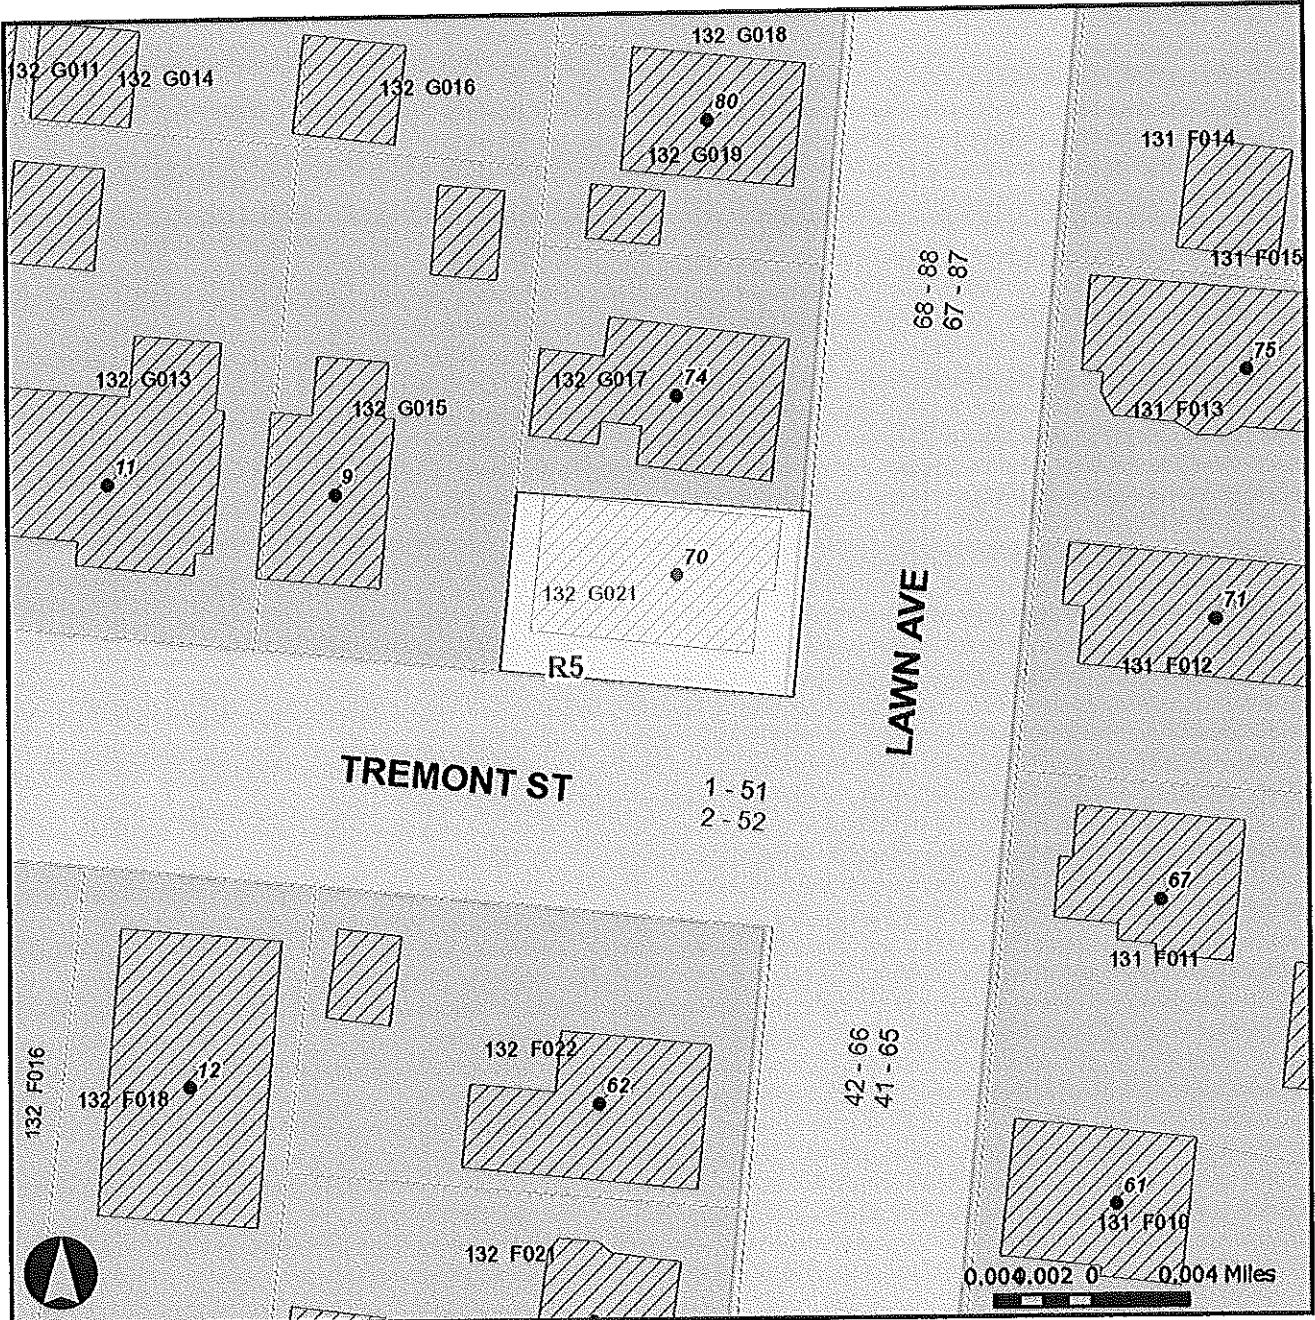 132 G018
132 G011
132 G014
132 G016
80
132 G019
131 F014
131 F015
68 - 88
67 - 87
75
132 G013
132 G017
74
131 F013
132 G015
11
9
70
132 G021
71
LAWN AVE
R5
131 F012
TREMONT ST
1 - 51
2 - 52
67
131 F011
132 F016
132 F022
42 - 66
41 - 65
12
132 F018
62
61
131 F010
132 F021
0.004 0.002 0 0.004 Miles